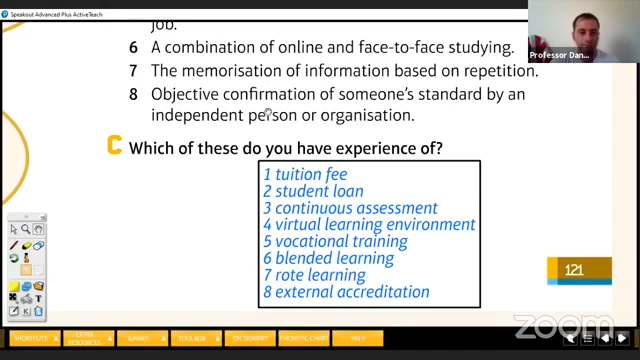 Speakout Advanced Plus ActiveTeach
job.
6 A combination of online and face-to-face studying.
7 The memorisation of information based on repetition.
8 Objective confirmation of someone's standard by an
independent person or organisation.
C Which of these do you have experience of?
1 tuition fee
2 student loan
3 continuous assessment
4 virtual learning environment
5 vocational training
6 blended learning
7 rote learning
8 external accreditation
121
Professor Dan...
zoom
SHORTCUTS
EXTRA RESOURCES
GAMES
TOOLBOX
DICTIONARY
PHONETIC CHART
HELP